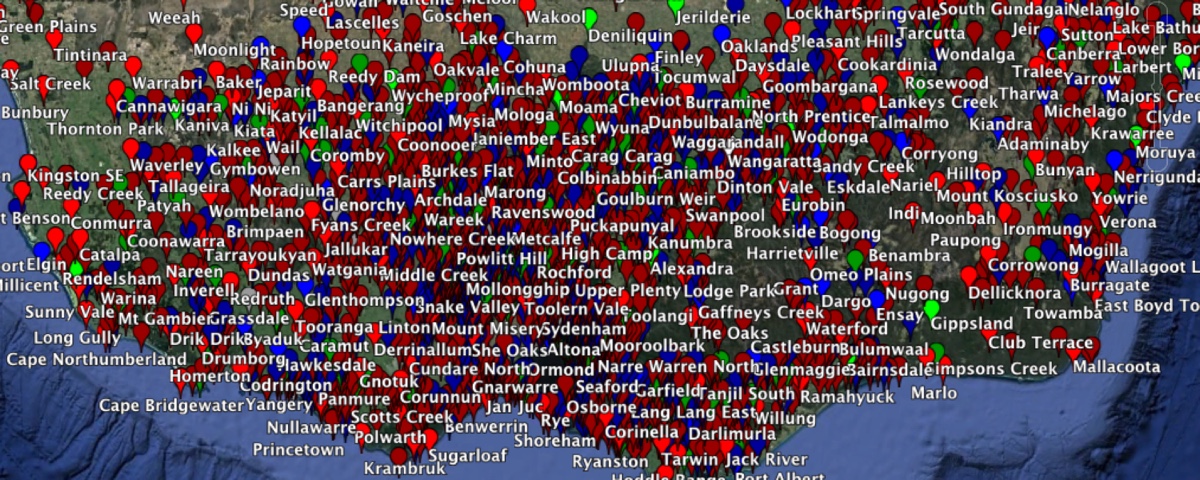 Green Plains
Weeah
Speed
Lascelles
Goschen
Wakool
Jerilderie
Lockhart
Springvale
South Gundagai
Nelanglo
Tintinara
Moonlight
Hopetoun
Kaneira
Lake Charm
Deniliquin
Oaklands
Pleasant Hills
Tarcutta
Sutton
Salt Creek
Warrabri
Baker
Rainbow
Reedy Dam
Oakvale
Cohuna
Ulupna
Finley
Daysdale
Cookardinia
Wondalga
Canberra
Lower Bor
Bunbury
Cannawigara
Ni Ni
Jeparit
Bangerang
Wycheproof
Mincha
Womboota
Tocumwal
Goombargana
Rosewood
Tralee
Yarrow
Larbert
Thornton Park
Kaniva
Kiata
Katyil
Kellalac
Witchipool
Mysia
Mologa
Moama
Cheviot
Burramine
Lankeys Creek
Tharwa
Michelago
Majors Cree
Kalkee
Wail
Coonooer
Janiember East
Wyuna
Dunbulbalane
North Prentice
Talmalmo
Kiandra
Krawarree
Clyde
Waverley
Gymbowen
Coromby
Minto
Carag Carag
Waggarandall
Wodonga
Corryong
Adaminaby
Moruya
Kingston SE
Tallageira
Noradjuha
Carrs Plains
Burkes Flat
Colbinabbin
Caniambo
Wangaratta
Sandy Creek
Hilltop
Bunyan
Nerrigunda
Reedy Creek
Patyah
Glenorchy
Archdale
Marong
Goulburn Weir
Dinton Vale
Eskdale
Nariel
Mount Kosciusko
Yowrie
t Benson
Conmurra
Wombelano
Fyans Creek
Wareek
Ravenswood
Puckapunyal
Swanpool
Eurobin
Indi
Moonbah
Ironmungy
Verona
Coonawarra
Brimpaen
Jallukar
Nowhere Creek
Metcalfe
Kanumbra
Brookside
Bogong
Paupong
Mogilla
Catalpa
Tarrayoukyan
Powlitt Hill
High Camp
Harrietville
Benambra
Corrowong
Wallagoot L
Elgin
Rendelsham
Nareen
Dundas
Watgania
Middle Creek
Rochford
Alexandra
Omeo Plains
Burragate
Millicent
Warina
Inverell
Redruth
Glenthompson
Mollongghip
Upper Plenty
Lodge Park
Grant
Dargo
Nugong
Dellicknora
East Boyd To
Sunny Vale
Mt Gambier
Grassdale
Snake Valley
Toolern Vale
Toolangi
Gaffneys Creek
Ensay
Gippsland
Towamba
Long Gully
Drik Drik
Byaduk
Tooranga
Linton
Mount Misery
Sydenham
The Oaks
Waterford
Club Terrace
Cape Northumberland
Drumborg
Hawkesdale
Caramut
Derrinallum
She Oaks
Altona
Mooroolbark
Castleburn
Bulumwaal
Mallacoota
Homerton
Cundare North
Ormond
Narre Warren North
Glenmaggie
Bairnsdale
Simpsons Creek
Codrington
Gnotuk
Gnarwarre
Seaford
Garfield
Tanjil South
Ramahyuck
Marlo
Cape Bridgewater
Yangery
Panmure
Corunnun
Jan Juc
Osborne
Lang Lang East
Willung
Nullawarre
Scotts Creek
Benwerrin
Rye
Corinella
Darlimurla
Princetown
Polwarth
Shoreham
Sugarloaf
Ryanston
Tarwin
Jack River
Krambruk
Port Albert